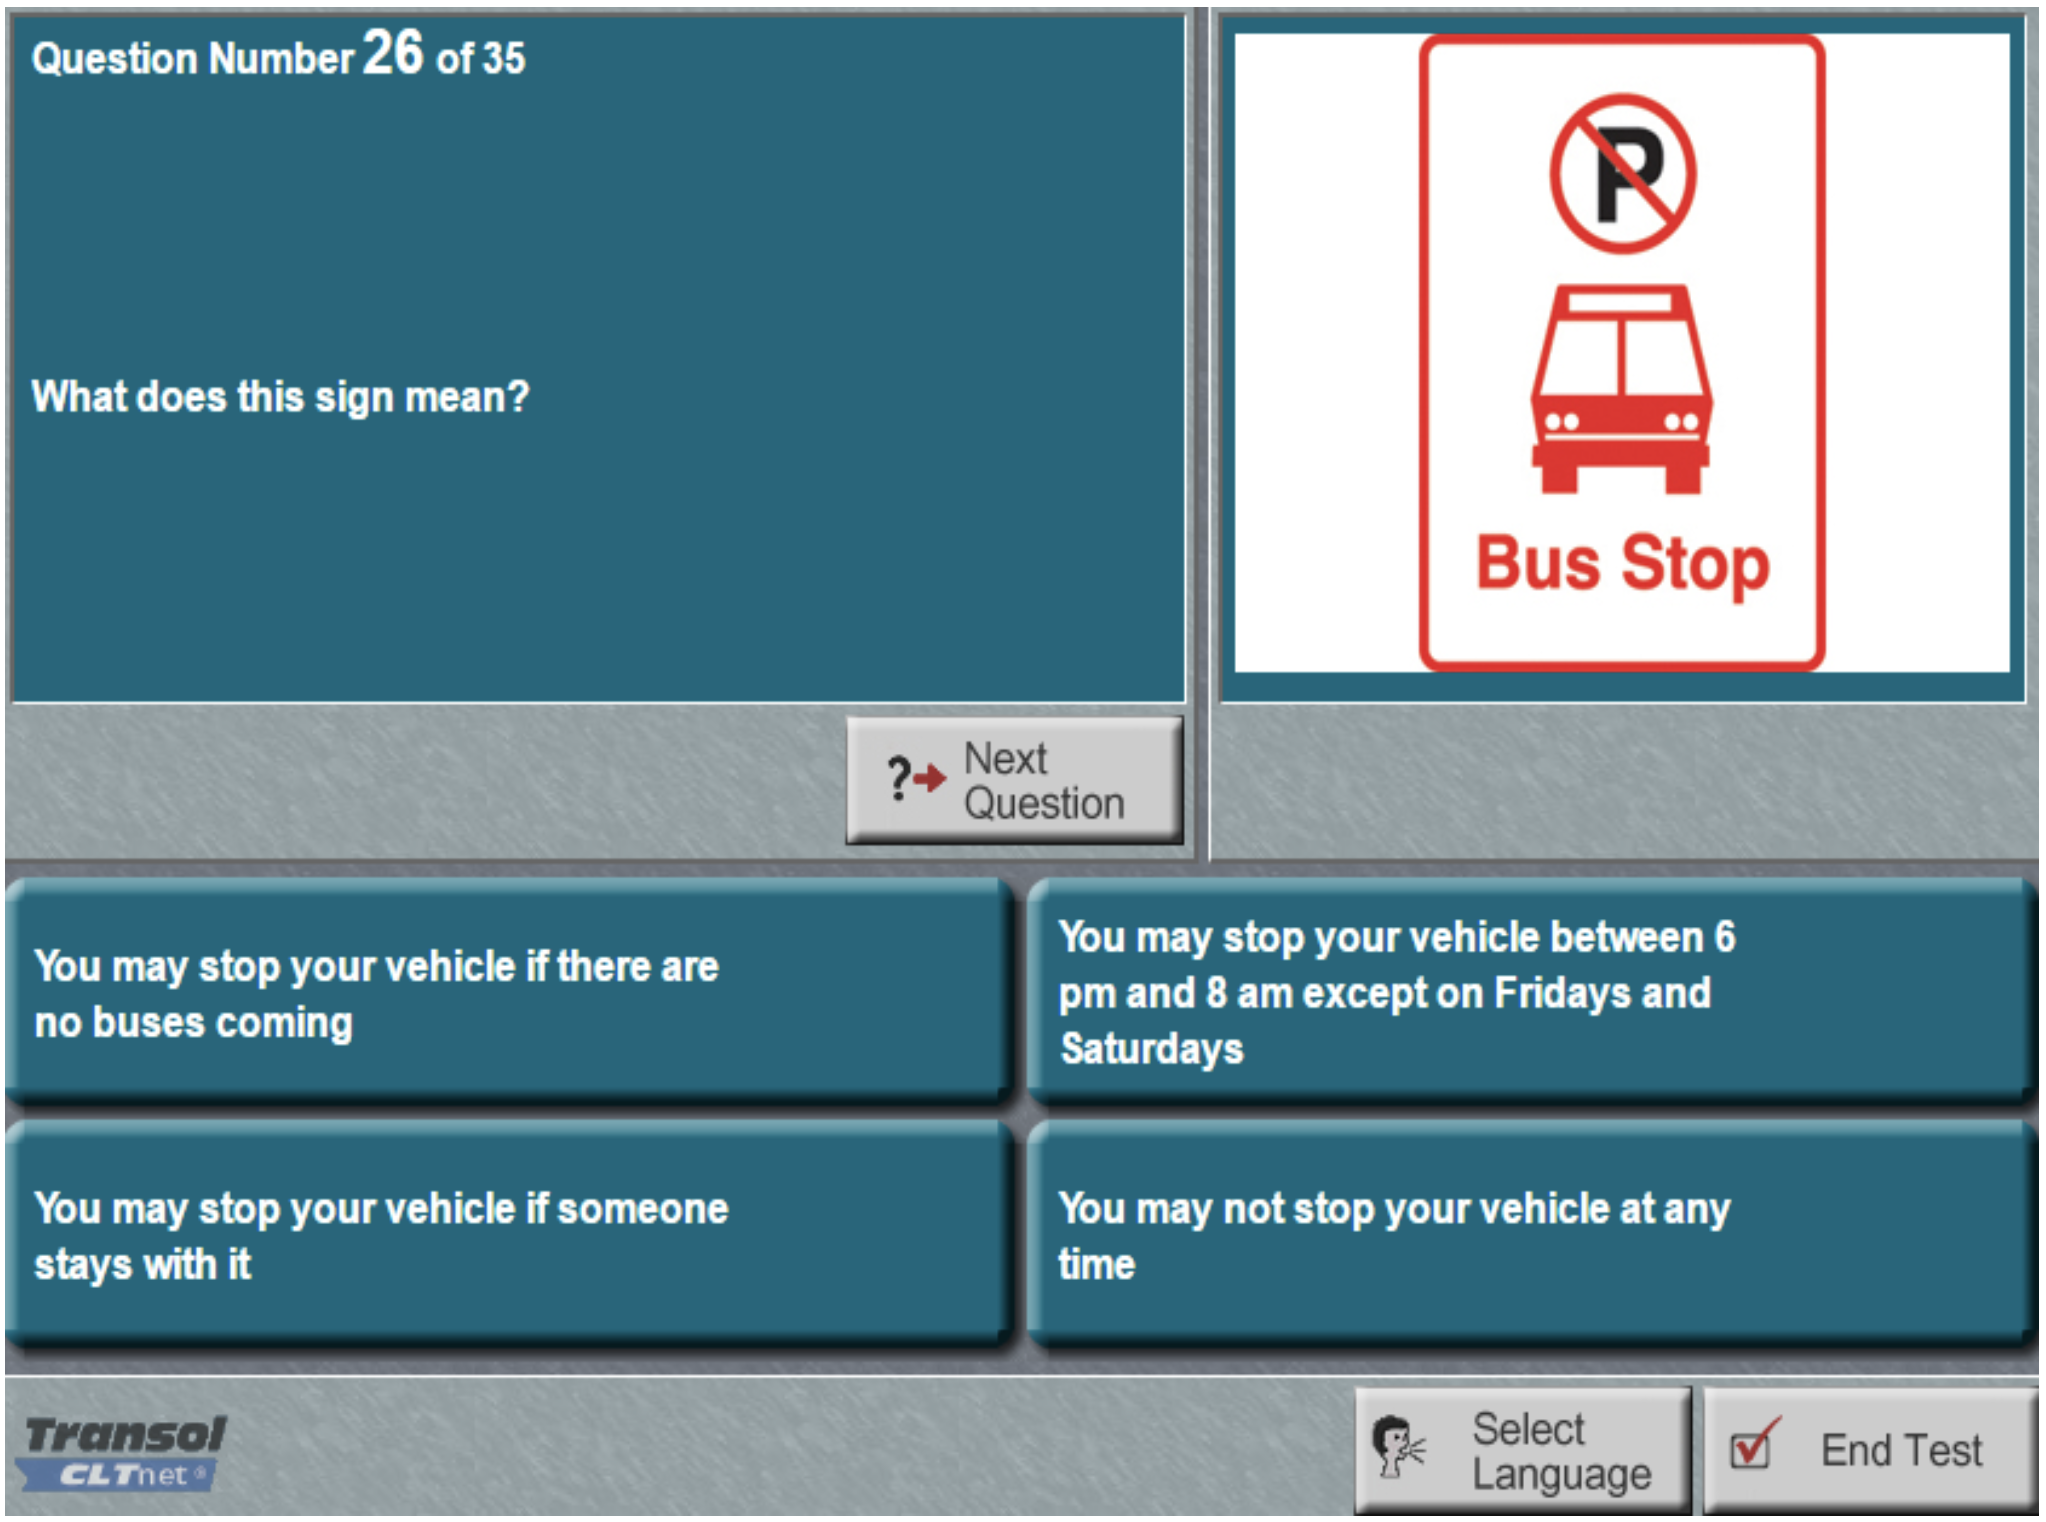 Question Number 26 of 35
What does this sign mean?
P
Bus Stop
?
Next
Question
You may stop your vehicle if there are
no buses coming
You may stop your vehicle between 6
pm and 8 am except on Fridays and
Saturdays
You may stop your vehicle if someone
stays with it
You may not stop your vehicle at any
time
Transol
CLTnet ®
Select
Language
End Test